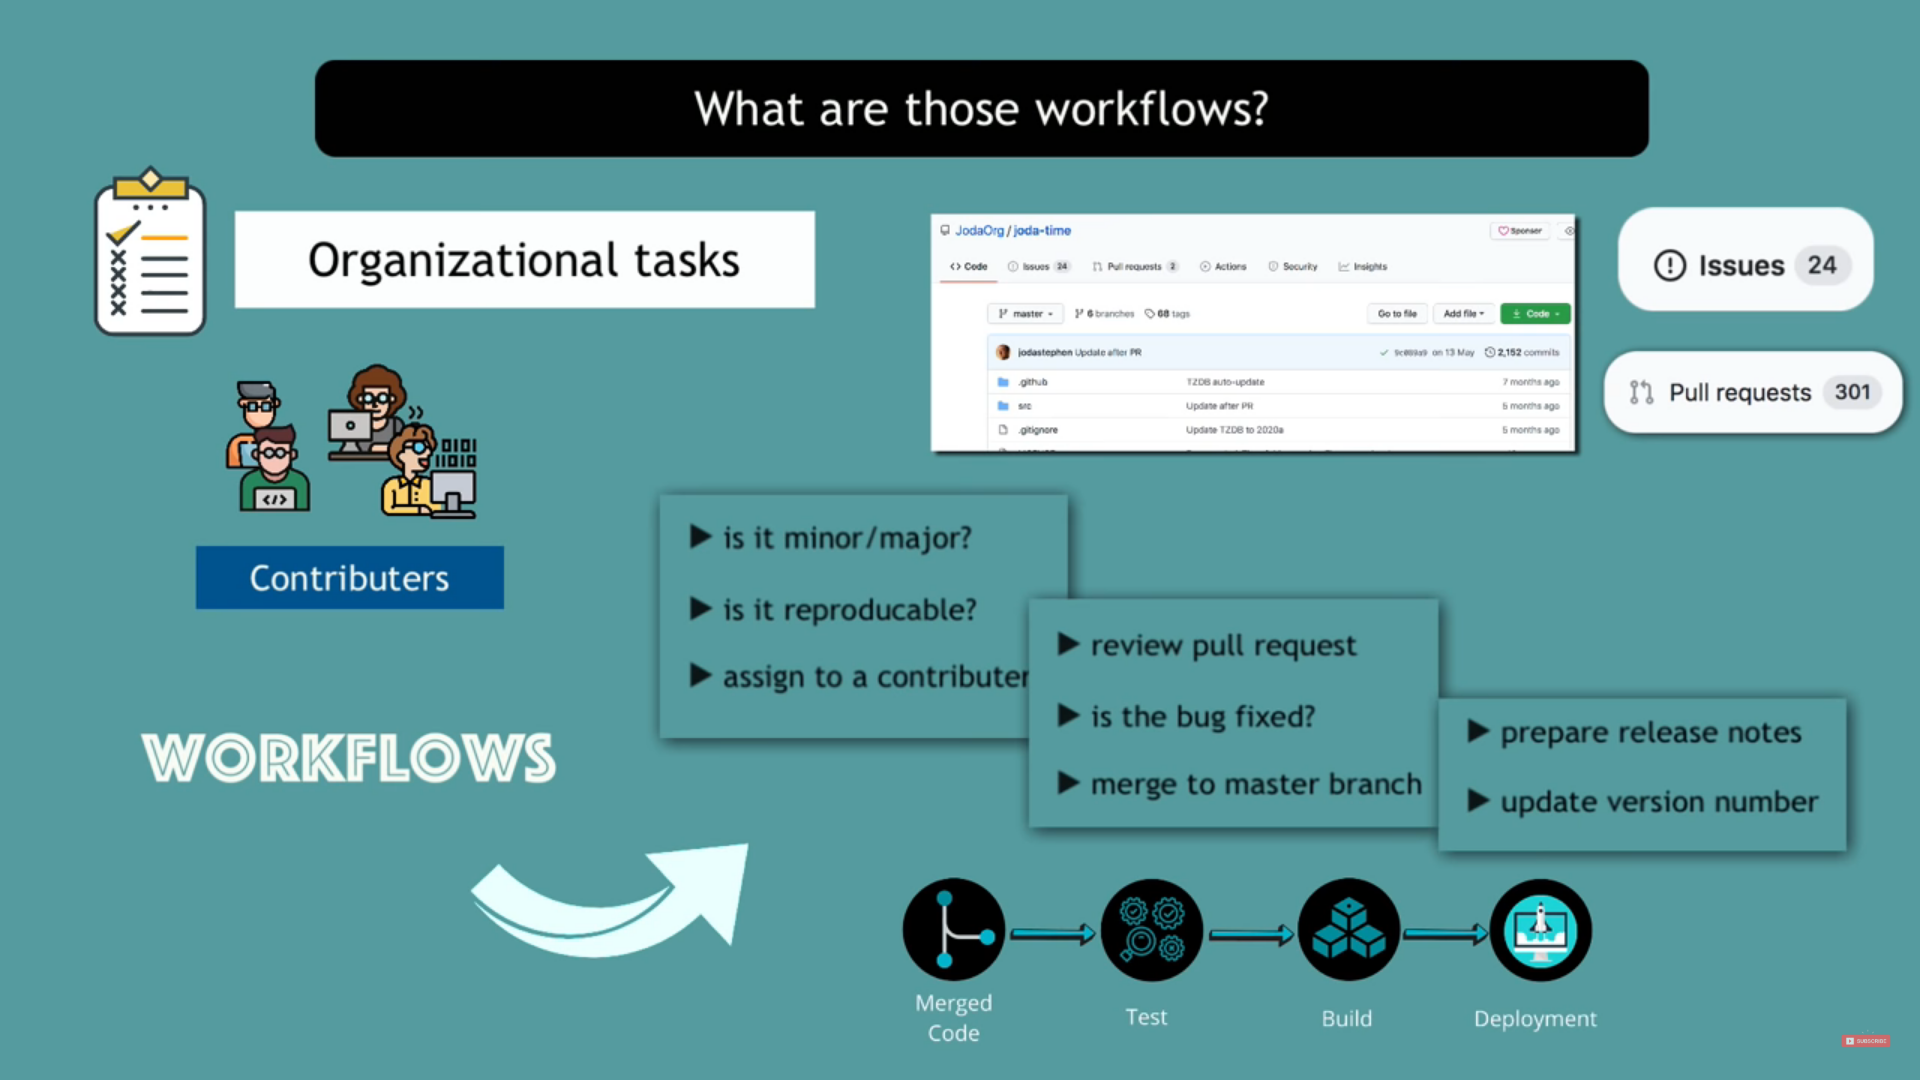 What are those workflows?
Organizational tasks
JodaOrg / joda-time
Sponsor
Code
Issues 24
Pull requests 2
Actions
Security
Insights
master
6 branches
68 tags
Go to file
Add file
Code
jodastephen Update after PR
on 13 May
2,152 commits
.github
TZDB auto-update
7 months ago
src
Update after PR
5 months ago
.gitignore
Update TZDB to 2020a
5 months ago
Issues 24
Pull requests 301
</>
0101
11010
Contributers
is it minor/major?
is it reproducable?
assign to a contributer
review pull request
is the bug fixed?
merge to master branch
prepare release notes
update version number
WORKFLOWS
Merged
Code
Test
Build
Deployment
SUBSCRIBE